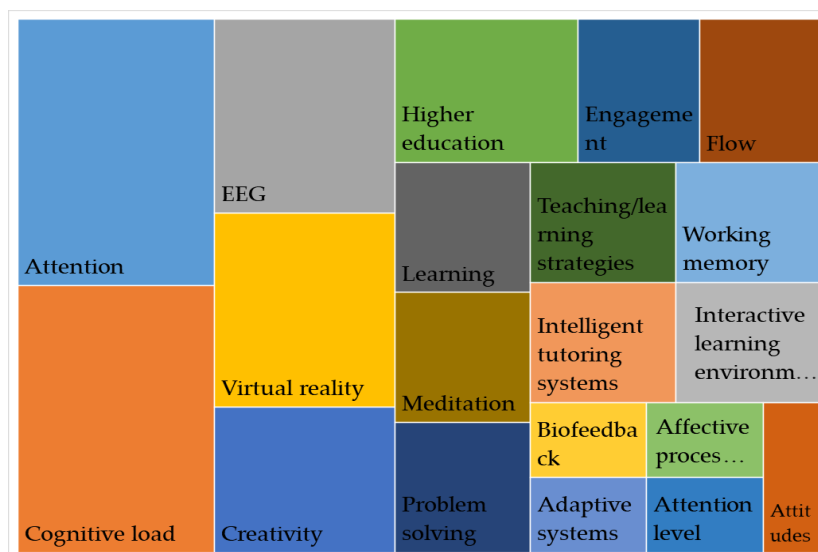 Attention
Cognitive load
EEG
Virtual reality
Creativity
Higher
education
Engageme
nt
Flow
Learning
Meditation
Problem
solving
Teaching/lea
rning
strategies
Working
memory
Intelligent
tutoring
systems
Interactive
learning
environm…
Biofeedba
ck
Affective
proces …
Adaptive
systems
Attention
level
Attit
udes